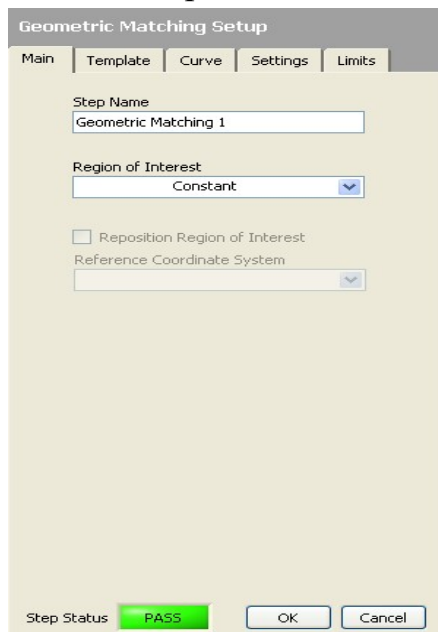 Geometric Matching Setup
Main Template Curve Settings Limits
Step Name
Geometric Matching 1
Region of Interest
Constant
Reposition Region of Interest
Reference Coordinate System
Step Status PASS OK Cancel